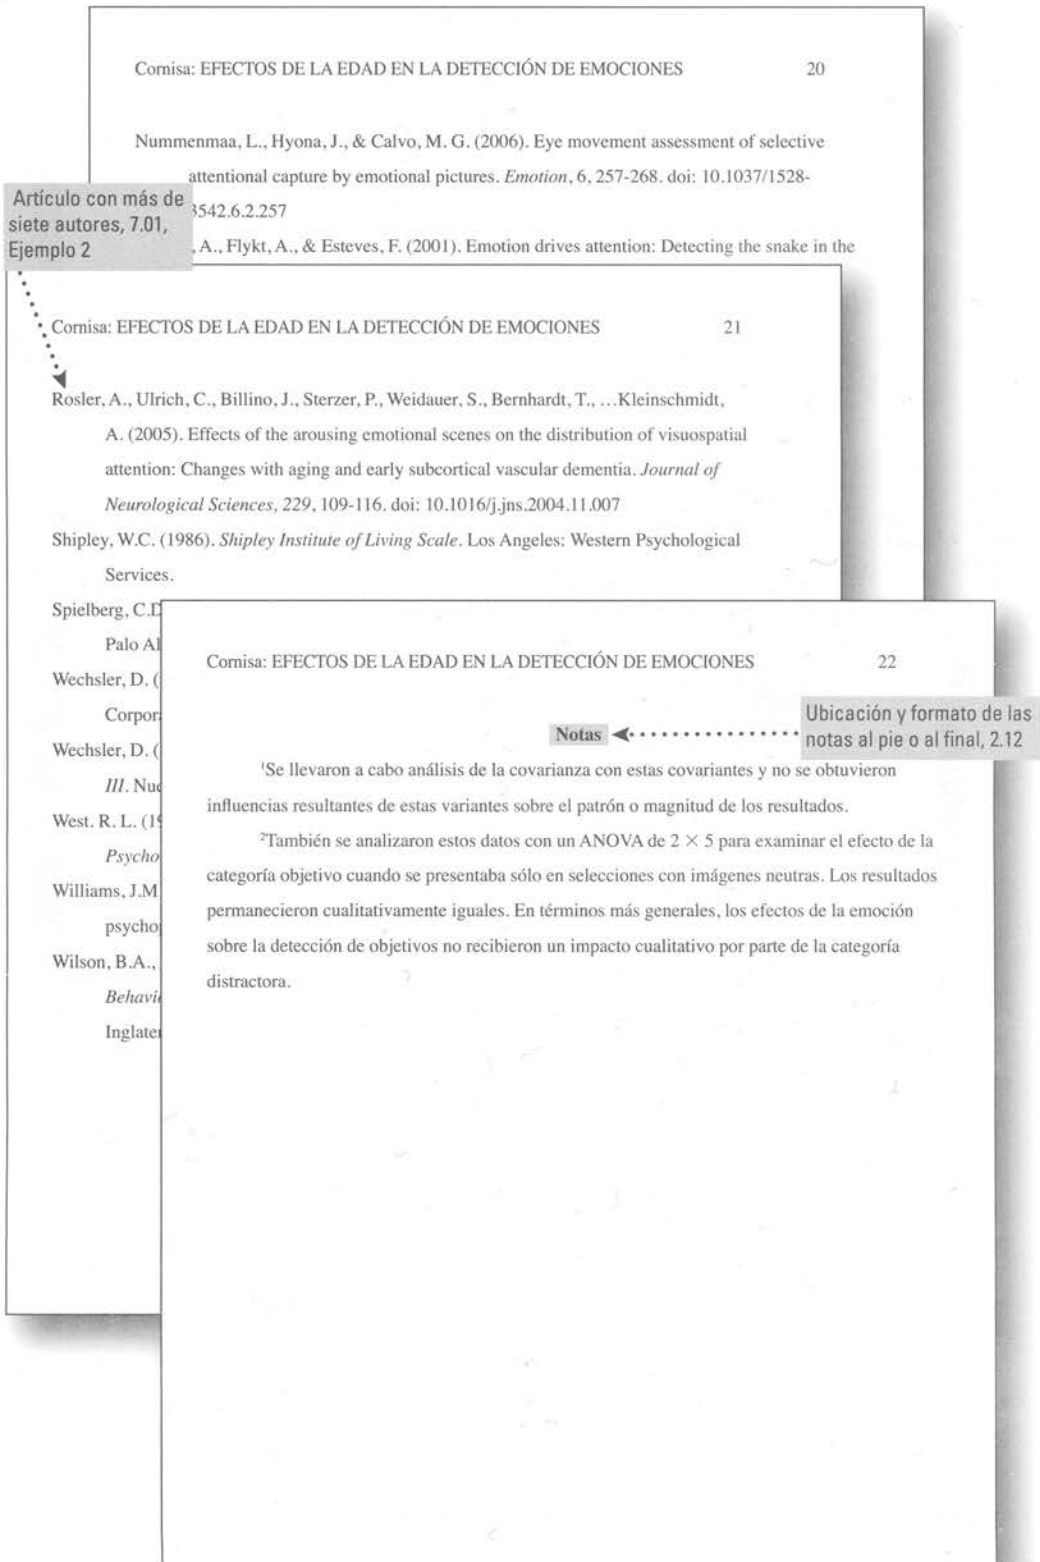 Cornisa: EFECTOS DE LA EDAD EN LA DETECCIÓN DE EMOCIONES 20
Nummenmaa, L., Hyona, J., & Calvo, M. G. (2006). Eye movement assessment of selective
attentional capture by emotional pictures. Emotion, 6, 257-268. doi: 10.1037/1528-
3542.6.2.257
Artículo con más de
siete autores, 7.01,
Ejemplo 2
, A., Flykt, A., & Esteves, F. (2001). Emotion drives attention: Detecting the snake in the
Cornisa: EFECTOS DE LA EDAD EN LA DETECCIÓN DE EMOCIONES 21
Rosler, A., Ulrich, C., Billino, J., Sterzer, P., Weidauer, S., Bernhardt, T., …Kleinschmidt,
A. (2005). Effects of the arousing emotional scenes on the distribution of visuospatial
attention: Changes with aging and early subcortical vascular dementia. Journal of
Neurological Sciences, 229, 109-116. doi: 10.1016/j.jns.2004.11.007
Shipley, W.C. (1986). Shipley Institute of Living Scale. Los Angeles: Western Psychological
Services.
Spielberg, C.D
Palo Al
Wechsler, D. (
Corpor
Wechsler, D. (
III. Nue
West. R. L. (19
Psycho
Williams, J.M
psychop
Wilson, B.A.,
Behavi
Inglater
Cornisa: EFECTOS DE LA EDAD EN LA DETECCIÓN DE EMOCIONES 22
Notas
Ubicación y formato de las
notas al pie o al final, 2.12
¹Se llevaron a cabo análisis de la covarianza con estas covariantes y no se obtuvieron
influencias resultantes de estas variantes sobre el patrón o magnitud de los resultados.
²También se analizaron estos datos con un ANOVA de 2 × 5 para examinar el efecto de la
categoría objetivo cuando se presentaba sólo en selecciones con imágenes neutras. Los resultados
permanecieron cualitativamente iguales. En términos más generales, los efectos de la emoción
sobre la detección de objetivos no recibieron un impacto cualitativo por parte de la categoría
distractora.